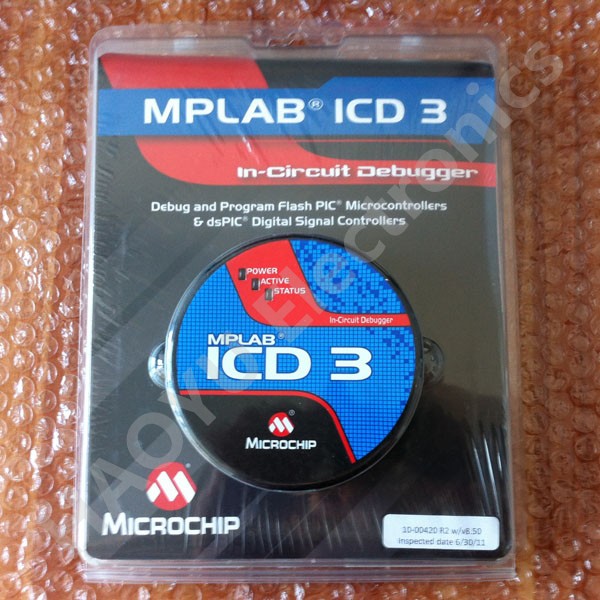 MPLAB® ICD 3
In-Circuit Debugger
Debug and Program Flash PIC® Microcontrollers
& dsPIC® Digital Signal Controllers
POWER
ACTIVE
STATUS
In-Circuit Debugger
MPLAB®
ICD 3
MICROCHIP
MICROCHIP
10-00420 R2 w/v8.50
Inspected date 6/30/11
Electronics